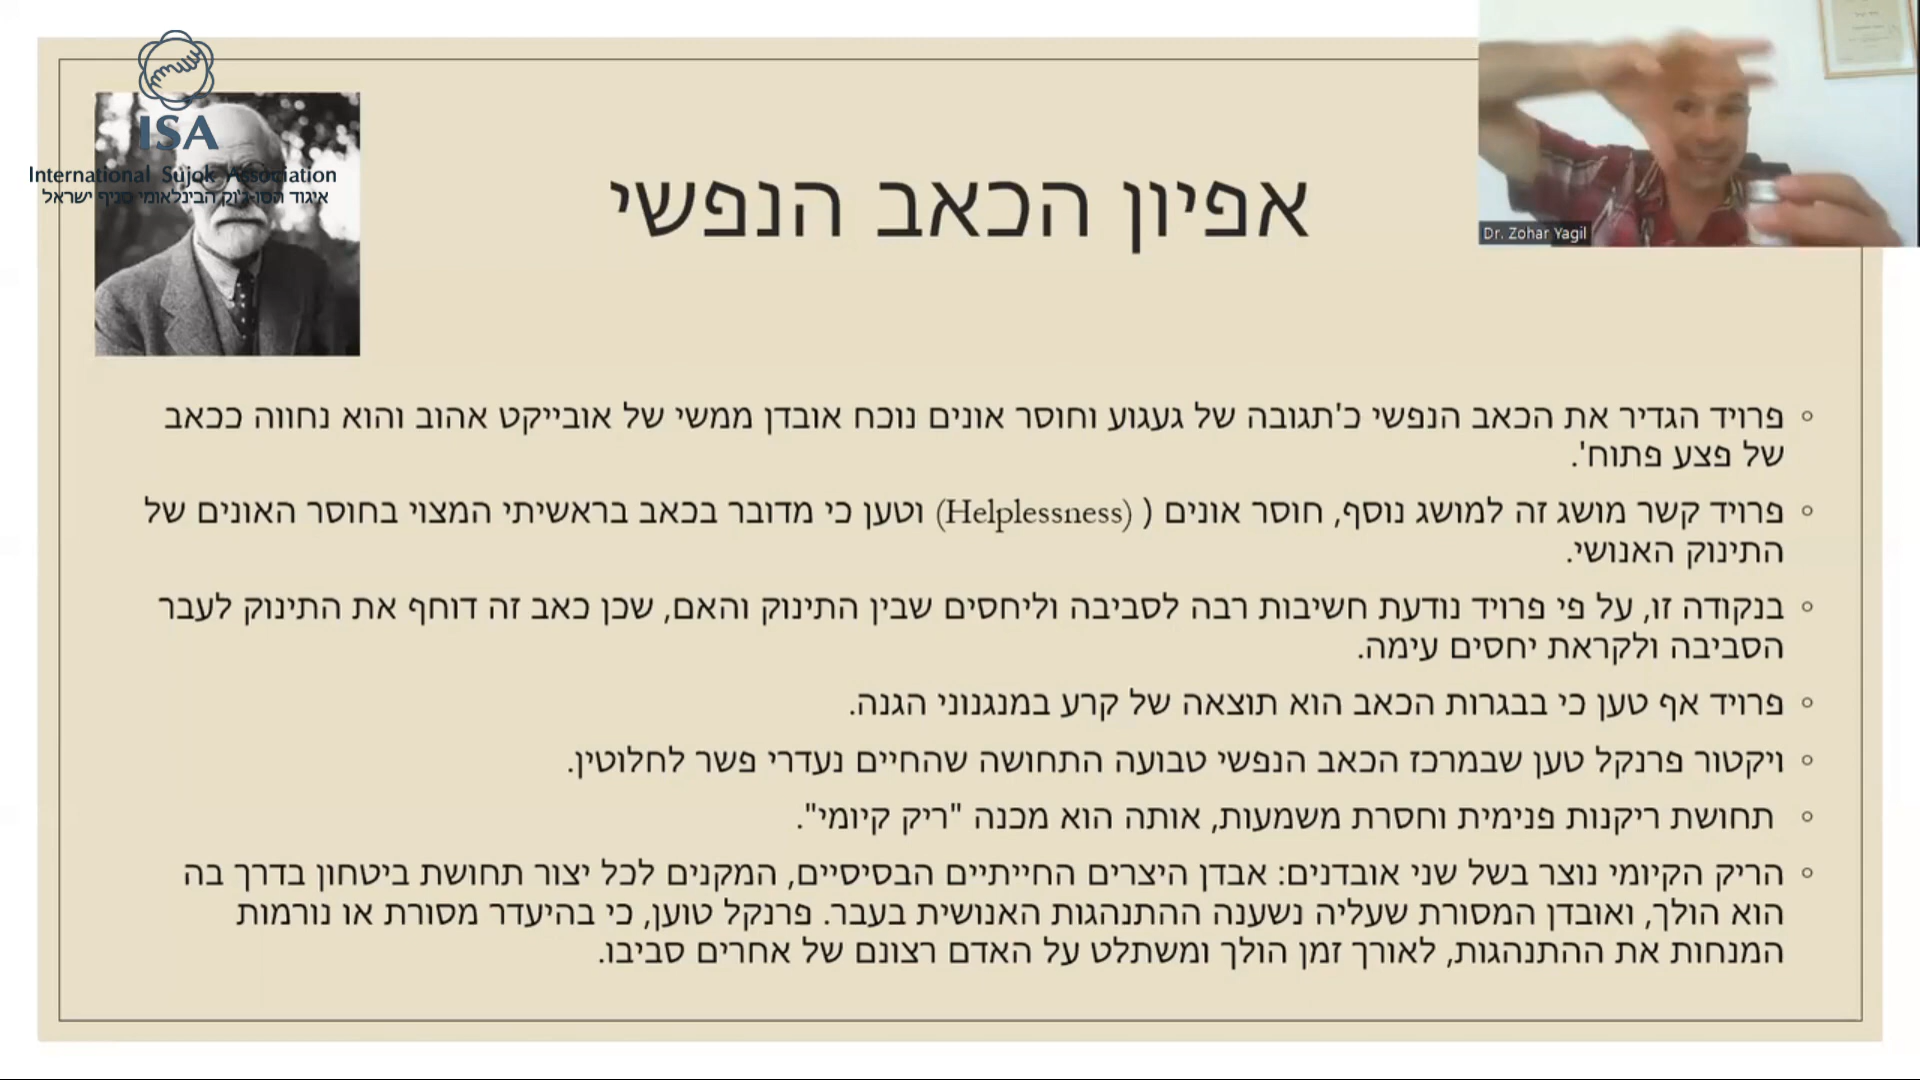 ISA
International Sujok Association
איגוד הסו-ג'וק הבינלאומי סניף ישראל
Dr. Zohar Yagil
אפיון הכאב הנפשי
◦ פרויד הגדיר את הכאב הנפשי כ'תגובה של געגוע וחוסר אונים נוכח אובדן ממשי של אובייקט אהוב והוא נחווה ככאב
של פצע פתוח'.
◦ פרויד קשר מושג זה למושג נוסף, חוסר אונים ( (Helplessness) וטען כי מדובר בכאב בראשיתי המצוי בחוסר האונים של
התינוק האנושי.
◦ בנקודה זו, על פי פרויד נודעת חשיבות רבה לסביבה וליחסים שבין התינוק והאם, שכן כאב זה דוחף את התינוק לעבר
הסביבה ולקראת יחסים עימה.
◦ פרויד אף טען כי בבגרות הכאב הוא תוצאה של קרע במנגנוני הגנה.
◦ ויקטור פרנקל טען שבמרכז הכאב הנפשי טבועה התחושה שהחיים נעדרי פשר לחלוטין.
◦ תחושת ריקנות פנימית וחסרת משמעות, אותה הוא מכנה "ריק קיומי".
◦ הריק הקיומי נוצר בשל שני אובדנים: אבדן היצרים החייתיים הבסיסיים, המקנים לכל יצור תחושת ביטחון בדרך בה
הוא הולך, ואובדן המסורת שעליה נשענה ההתנהגות האנושית בעבר. פרנקל טוען, כי בהיעדר מסורת או נורמות
המנחות את ההתנהגות, לאורך זמן הולך ומשתלט על האדם רצונם של אחרים סביבו.